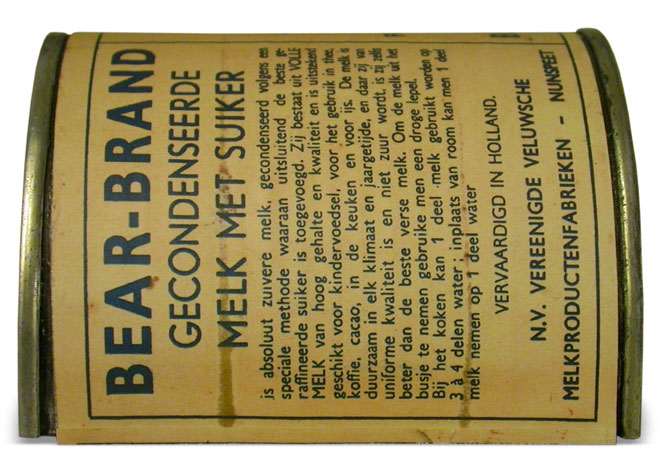 BEAR-BRAND
GECONDENSEERDE
MELK MET SUIKER
is absoluut zuivere melk, gecondenseerd volgens een
speciale methode waaraan uitsluitend de beste ge-
raffineerde suiker is toegevoegd. Zij bestaat uit VOLLE
MELK van hoog gehalte en kwaliteit en is uitstekend
geschikt voor kindervoedsel, voor het gebruik in thee,
koffie, cacao, in de keuken en voor ijs. De melk is
duurzaam in elk klimaat en jaargetijde, en daar zij van
uniforme kwaliteit is en niet zuur wordt, is zij zelfs
beter dan de beste verse melk. Om de melk uit het
busje te nemen gebruike men een droge lepel.
Bij het koken kan 1 deel melk gebruikt worden op
3 à 4 delen water; inplaats van room kan men 1 deel
melk nemen op 1 deel water
VERVAARDIGD IN HOLLAND.
N.V. VEREENIGDE VELUWSCHE
MELKPRODUCTENFABRIEKEN - NUNSPEET